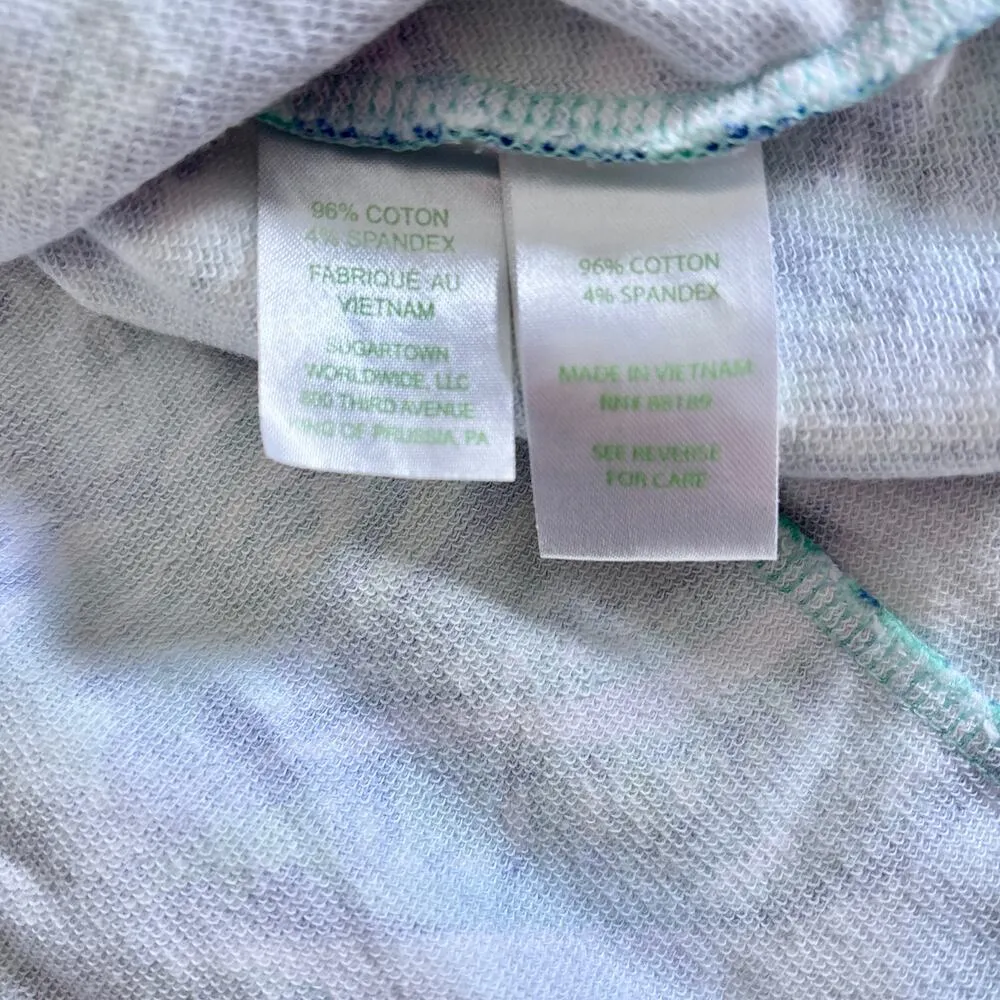 96% COTON
4% SPANDEX
FABRIQUÉ AU
VIETNAM
SUGARTOWN
WORLDWIDE, LLC
800 THIRD AVENUE
KING OF PRUSSIA, PA
96% COTTON
4% SPANDEX
MADE IN VIETNAM
RN# 88189
SEE REVERSE
FOR CARE